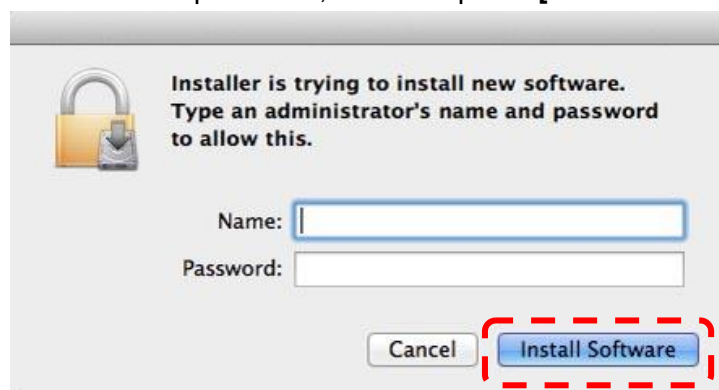 Installer is trying to install new software.
Type an administrator's name and password
to allow this.
Name:
Password:
Cancel Install Software